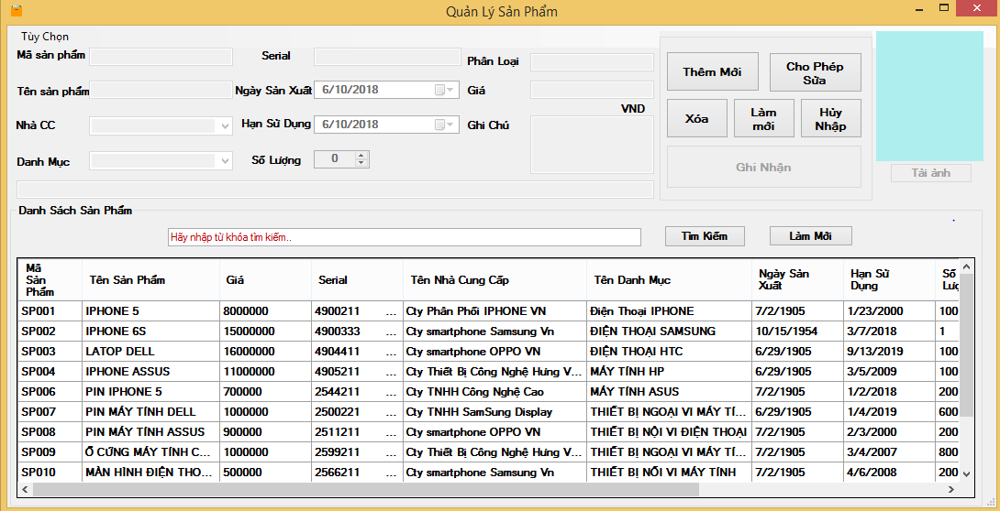 Quản Lý Sản Phẩm
Tùy Chọn
Mã sản phẩm Serial Phân Loại
Thêm Mới Cho Phép Sửa
Tên sản phẩm Ngày Sản Xuất 6/10/2018 Giá
VND
Xóa Làm mới Hủy Nhập
Nhà CC Hạn Sử Dụng 6/10/2018 Ghi Chú
Danh Mục Số Lượng 0
Ghi Nhận Tải ảnh
Danh Sách Sản Phẩm
Hãy nhập từ khóa tìm kiếm.. Tìm Kiếm Làm Mới
Mã Sản Phẩm Tên Sản Phẩm Giá Serial Tên Nhà Cung Cấp Tên Danh Mục Ngày Sản Xuất Hạn Sử Dụng Số
SP001 IPHONE 5 8000000 4900211 ... Cty Phân Phối IPHONE VN Điện Thoại IPHONE 7/2/1905 1/23/2000 100
SP002 IPHONE 6S 15000000 4900333 ... Cty smartphone Samsung Vn ĐIỆN THOẠI SAMSUNG 10/15/1954 3/7/2018 1
SP003 LATOP DELL 16000000 4904411 ... Cty smartphone OPPO VN ĐIỆN THOẠI HTC 6/29/1905 9/13/2019 100
SP004 IPHONE ASSUS 11000000 4905211 ... Cty Thiết Bị Công Nghệ Hưng V... MÁY TÍNH HP 6/29/1905 3/5/2009 100
SP006 PIN IPHONE 5 700000 2544211 ... Cty TNHH Công Nghệ Cao MÁY TÍNH ASUS 7/2/1905 1/2/2018 200
SP007 PIN MÁY TÍNH DELL 1000000 2500221 ... Cty TNHH SamSung Display THIẾT BỊ NGOẠI VI MÁY TÍ... 6/29/1905 1/4/2019 600
SP008 PIN MÁY TÍNH ASSUS 900000 2511211 ... Cty smartphone OPPO VN THIẾT BỊ NỘI VI ĐIỆN THOẠI 7/2/1905 2/3/2000 200
SP009 Ổ CỨNG MÁY TÍNH C... 1000000 2599211 ... Cty Thiết Bị Công Nghệ Hưng V... THIẾT BỊ NGOẠI VI MÁY TÍ... 7/2/1905 3/4/2007 800
SP010 MÀN HÌNH ĐIỆN THO... 500000 2566211 ... Cty smartphone Samsung Vn THIẾT BỊ NỐI VI MÁY TÍNH 7/2/1905 4/6/2008 200